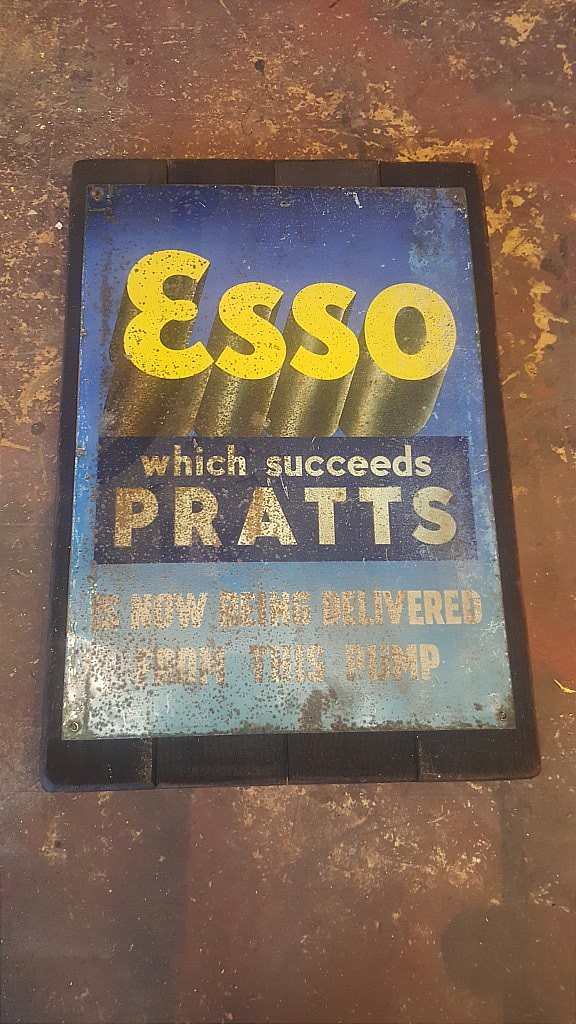 Esso
which succeeds
PRATTS
IS NOW BEING DELIVERED
FROM THIS PUMP